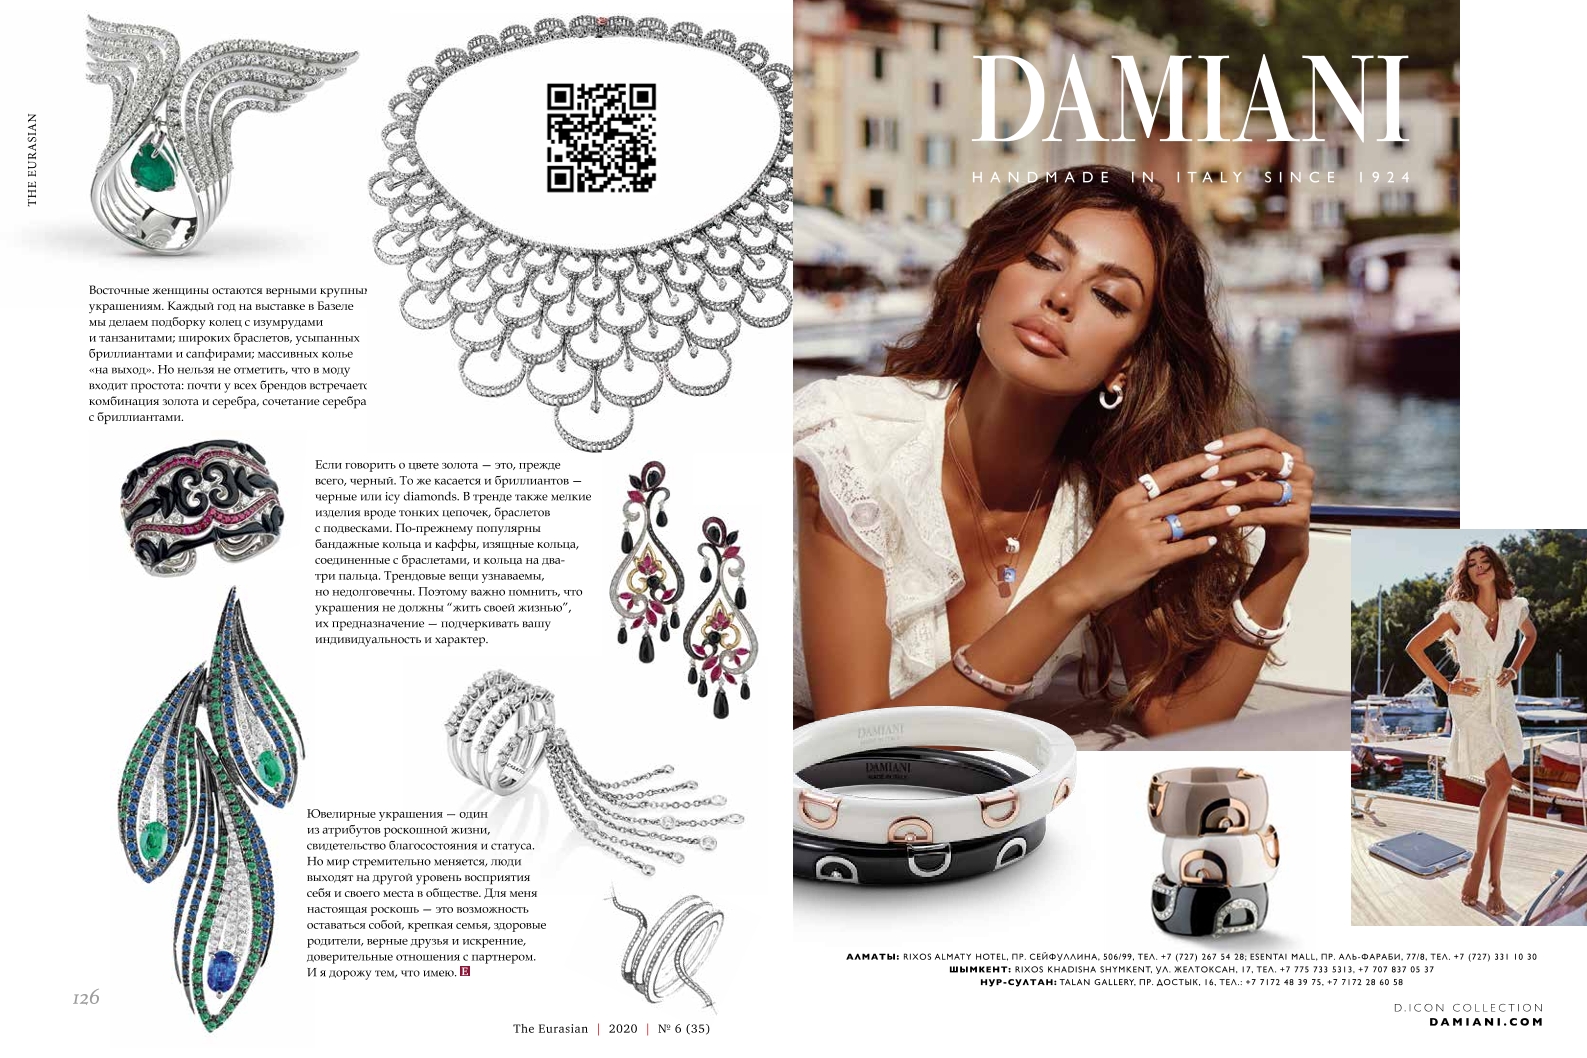 THE EURASIAN
Восточные женщины остаются верными крупны
украшениям. Каждый год на выставке в Базеле
мы делаем подборку колец с изумрудами
и танзанитами; широких браслетов, усыпанных
бриллиантами и сапфирами; массивных колье
«на выход». Но нельзя не отметить, что в моду
входит простота: почти у всех брендов встречаетс
комбинация золота и серебра, сочетание серебра
с бриллиантами.
Если говорить о цвете золота — это, прежде
всего, черный. То же касается и бриллиантов —
черные или icy diamonds. В тренде также мелкие
изделия вроде тонких цепочек, браслетов
с подвесками. По-прежнему популярны
бандажные кольца и каффы, изящные кольца,
соединенные с браслетами, и кольца на два-
три пальца. Трендовые вещи узнаваемы,
но недолговечны. Поэтому важно помнить, что
украшения не должны “жить своей жизнью”,
их предназначение — подчеркивать вашу
индивидуальность и характер.
Ювелирные украшения — один
из атрибутов роскошной жизни,
свидетельство благосостояния и статуса.
Но мир стремительно меняется, люди
выходят на другой уровень восприятия
себя и своего места в обществе. Для меня
настоящая роскошь — это возможность
оставаться собой, крепкая семья, здоровые
родители, верные друзья и искренние,
доверительные отношения с партнером.
И я дорожу тем, что имею. E
126
The Eurasian | 2020 | № 6 (35)
DAMIANI
HANDMADE IN ITALY SINCE 1924
DAMIANI
MADE IN ITALY
DAMIANI
MADE IN ITALY
АЛМАТЫ: RIXOS ALMATY HOTEL, ПР. СЕЙФУЛЛИНА, 506/99, ТЕЛ. +7 (727) 267 54 28; ESENTAI MALL, ПР. АЛЬ-ФАРАБИ, 77/8, ТЕЛ. +7 (727) 331 10 30
ШЫМКЕНТ: RIXOS KHADISHA SHYMKENT, УЛ. ЖЕЛТОКСАН, 17, ТЕЛ. +7 775 733 5313, +7 707 837 05 37
НУР-СУЛТАН: TALAN GALLERY, ПР. ДОСТЫК, 16, ТЕЛ.: +7 7172 48 39 75, +7 7172 28 60 58
D.ICON COLLECTION
DAMIANI.COM